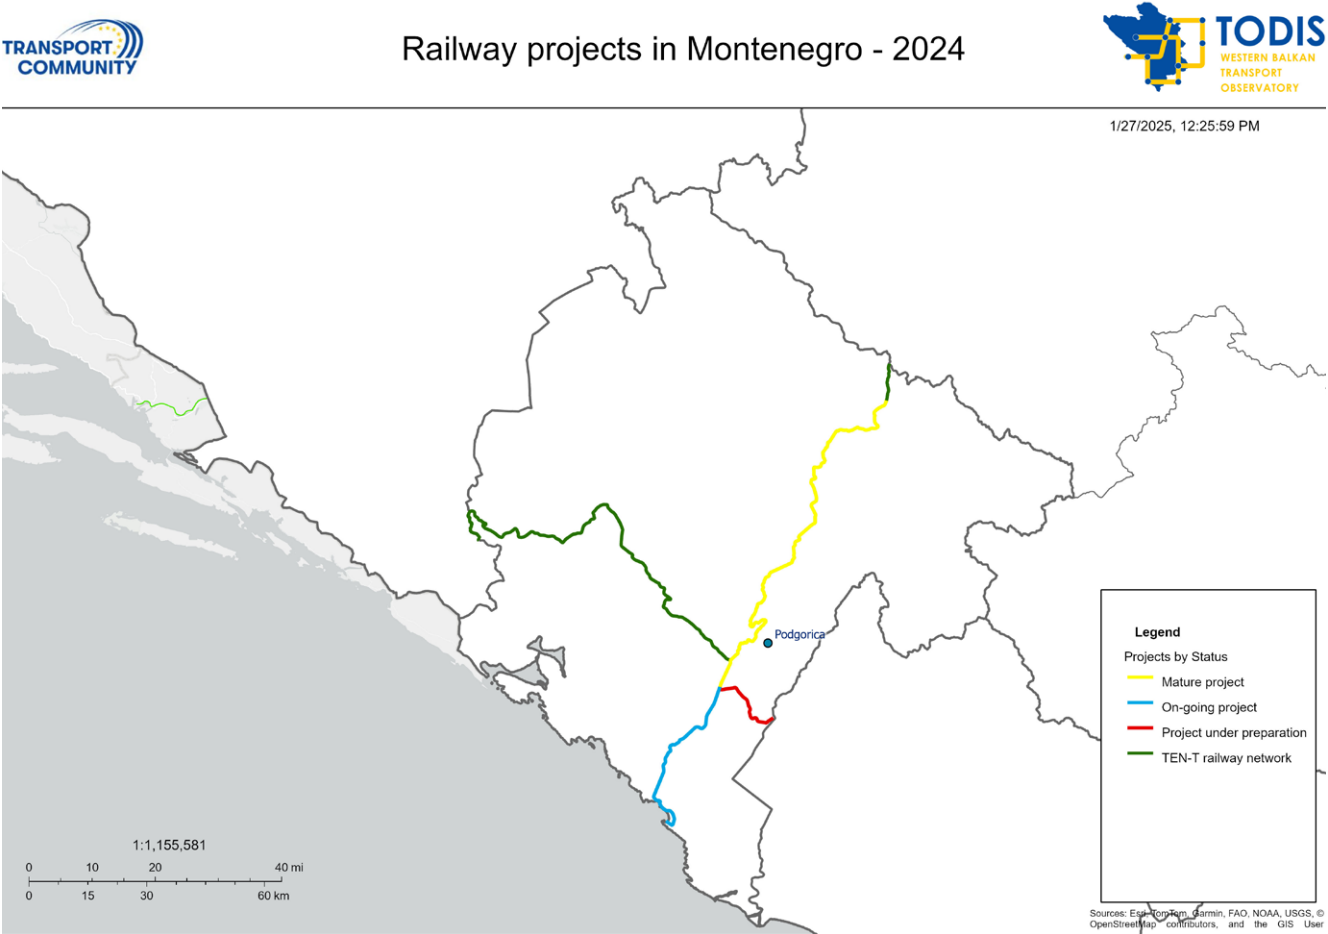 TRANSPORT
COMMUNITY
Railway projects in Montenegro - 2024
TODIS
WESTERN BALKAN
TRANSPORT
OBSERVATORY
1/27/2025, 12:25:59 PM
Podgorica
Legend
Projects by Status
Mature project
On-going project
Project under preparation
TEN-T railway network
1:1,155,581
0 10 20 40 mi
0 15 30 60 km
Sources: Esri, TomTom, Garmin, FAO, NOAA, USGS, ©
OpenStreetMap contributors, and the GIS User